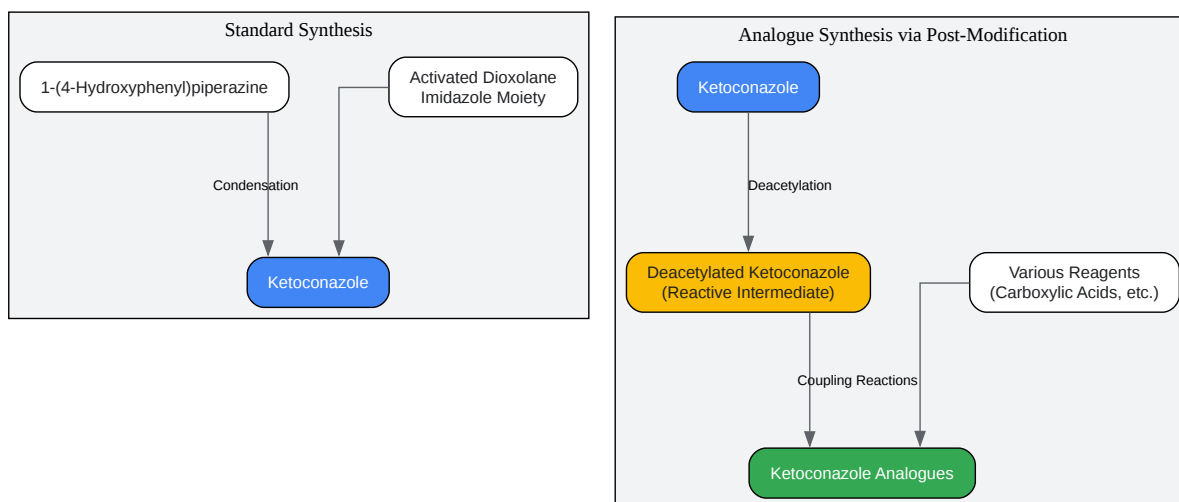 Standard Synthesis
1-(4-Hydroxyphenyl)piperazine
Activated Dioxolane
Imidazole Moiety
Condensation
Ketoconazole
Analogue Synthesis via Post-Modification
Ketoconazole
Deacetylation
Deacetylated Ketoconazole
(Reactive Intermediate)
Various Reagents
(Carboxylic Acids, etc.)
Coupling Reactions
Ketoconazole Analogues